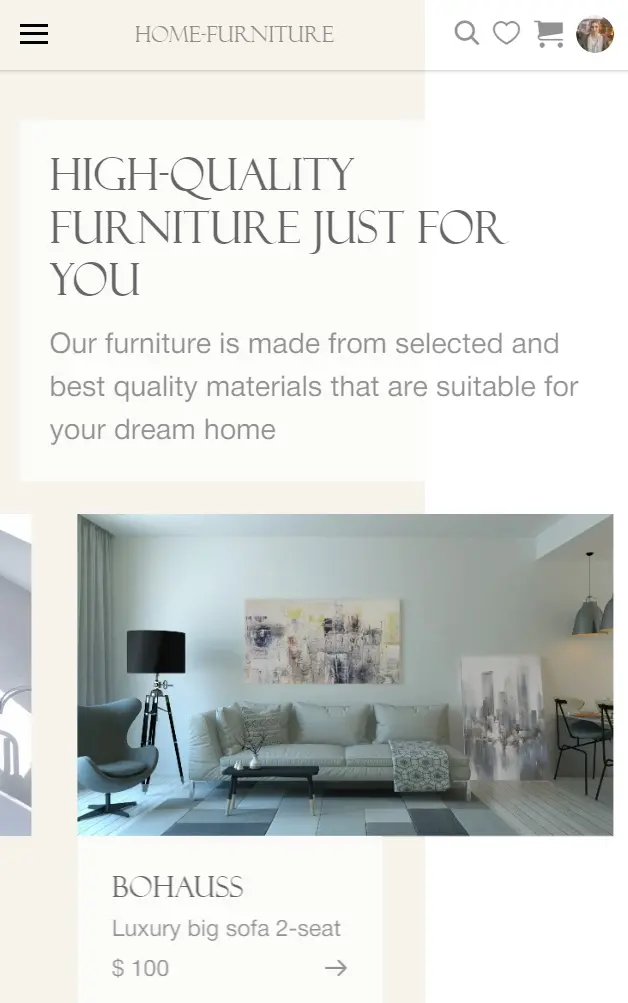 HOME-FURNITURE
HIGH-QUALITY
FURNITURE JUST FOR
YOU
Our furniture is made from selected and
best quality materials that are suitable for
your dream home
BOHAUSS
Luxury big sofa 2-seat
$ 100